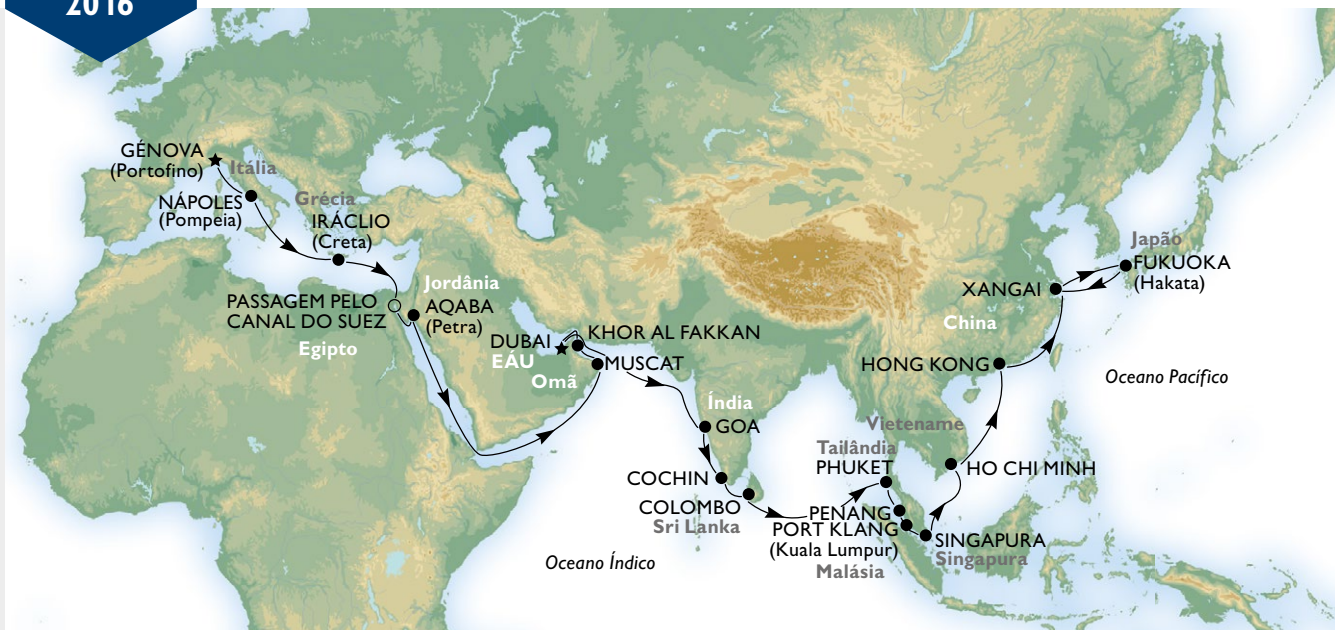 2016
GÉNOVA
(Portofino)
Itália
NÁPOLES
(Pompeia)
Grécia
IRÁCLIO
(Creta)
PASSAGEM PELO
CANAL DO SUEZ
Egipto
Jordânia
AQABA
(Petra)
DUBAI
EÁU
KHOR AL FAKKAN
MUSCAT
Omã
Índia
GOA
COCHIN
COLOMBO
Sri Lanka
Oceano Índico
Tailândia
PHUKET
PENANG
PORT KLANG
(Kuala Lumpur)
Malásia
SINGAPURA
Singapura
Vietename
HO CHI MINH
HONG KONG
China
XANGAI
Japão
FUKUOKA
(Hakata)
Oceano Pacífico